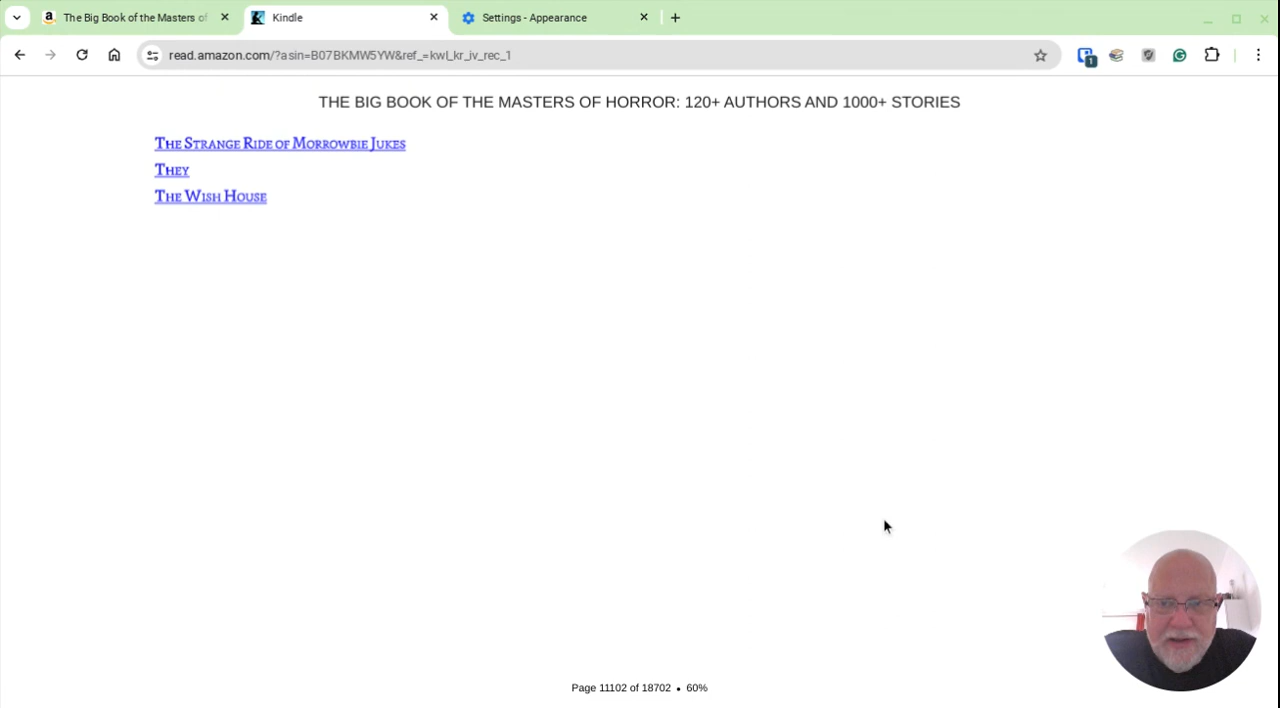 The Big Book of the Masters of
Kindle
Settings - Appearance
read.amazon.com/?asin=B07BKMW5YW&ref_=kwl_kr_iv_rec_1
1
THE BIG BOOK OF THE MASTERS OF HORROR: 120+ AUTHORS AND 1000+ STORIES
The Strange Ride of Morrowbie Jukes
They
The Wish House
Page 11102 of 18702 • 60%